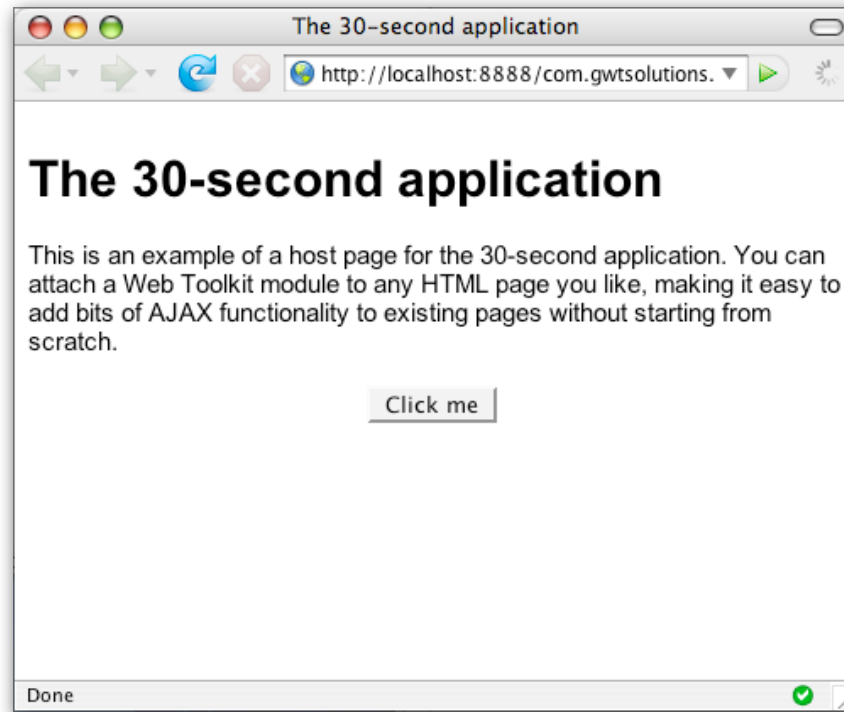 The 30-second application
http://localhost:8888/com.gwtsolutions.
The 30-second application
This is an example of a host page for the 30-second application. You can
attach a Web Toolkit module to any HTML page you like, making it easy to
add bits of AJAX functionality to existing pages without starting from
scratch.
Click me
Done